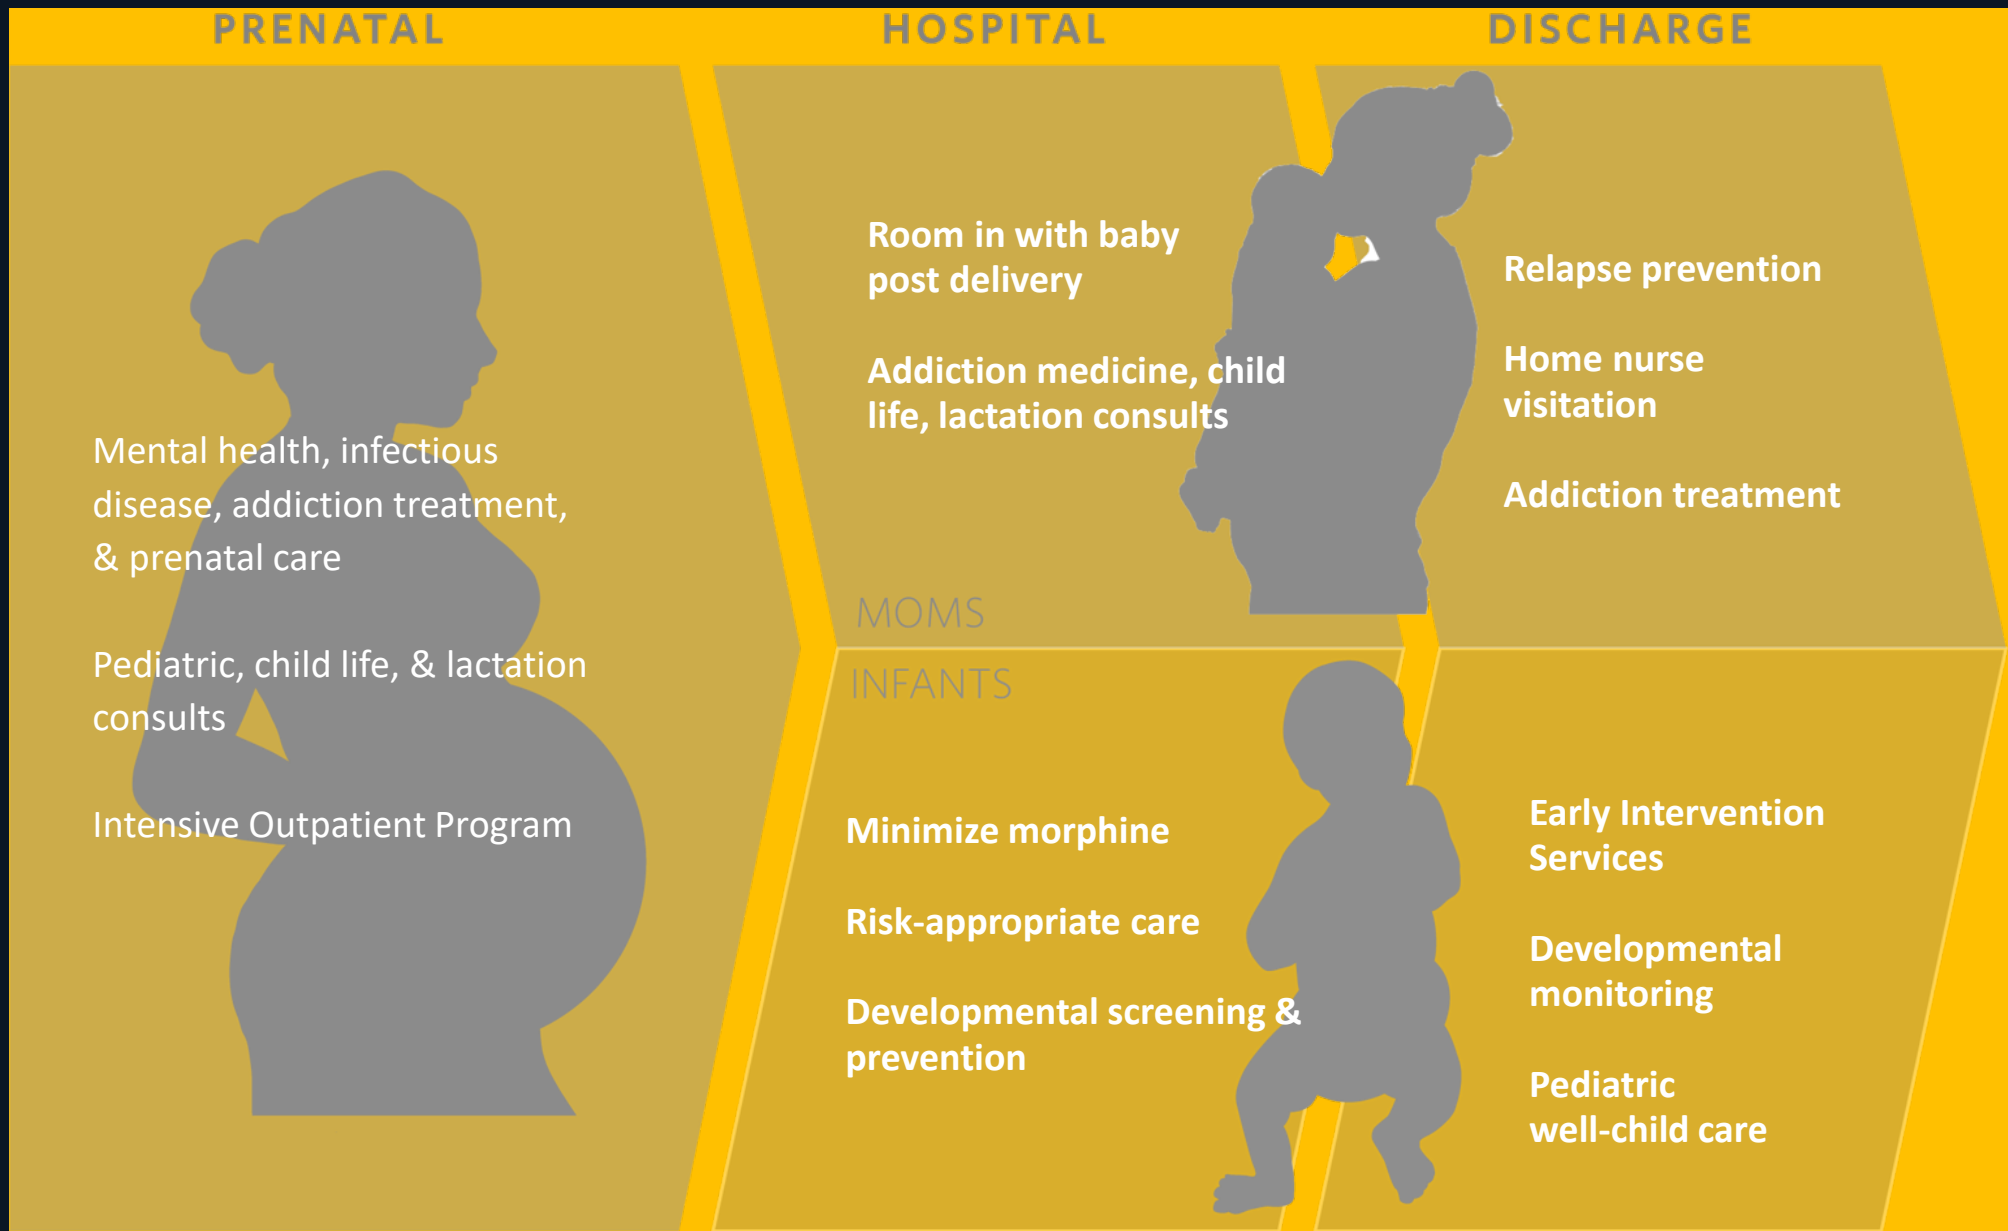 PRENATAL
HOSPITAL
DISCHARGE
Mental health, infectious
disease, addiction treatment,
& prenatal care
Pediatric, child life, & lactation
consults
Intensive Outpatient Program
Room in with baby
post delivery
Addiction medicine, child
life, lactation consults
MOMS
Relapse prevention
Home nurse
visitation
Addiction treatment
INFANTS
Minimize morphine
Risk-appropriate care
Developmental screening &
prevention
Early Intervention
Services
Developmental
monitoring
Pediatric
well-child care